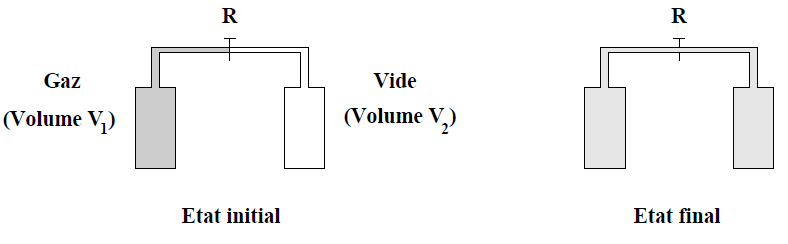 R
Gaz
(Volume V1)
Vide
(Volume V2)
Etat initial
R
Etat final